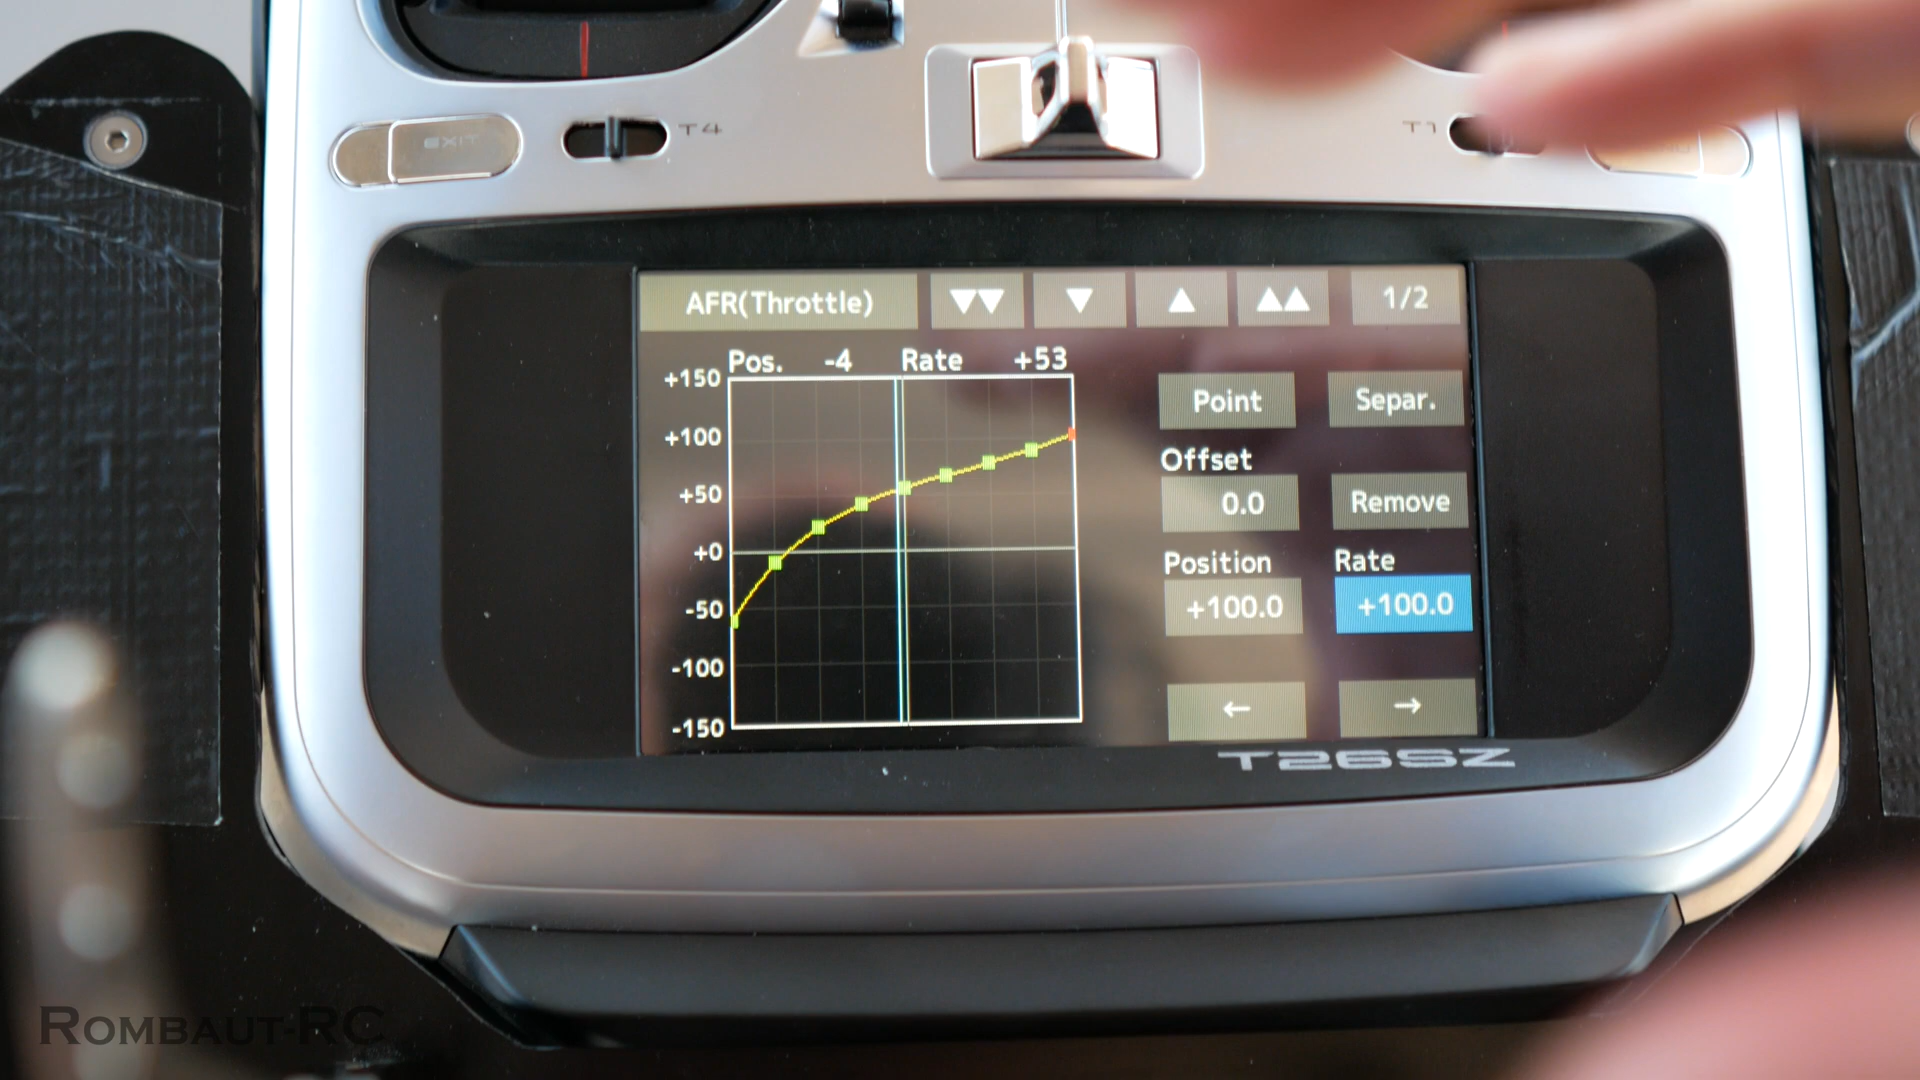 EXIT
T4
T1
AFR(Throttle) ▼▼ ▼ ▲ ▲▲ 1/2
Pos. -4 Rate +53
+150
+100
+50
+0
-50
-100
-150
Point Separ.
Offset
0.0 Remove
Position Rate
+100.0 +100.0
← →
T26SZ
ROMBAUT-RC